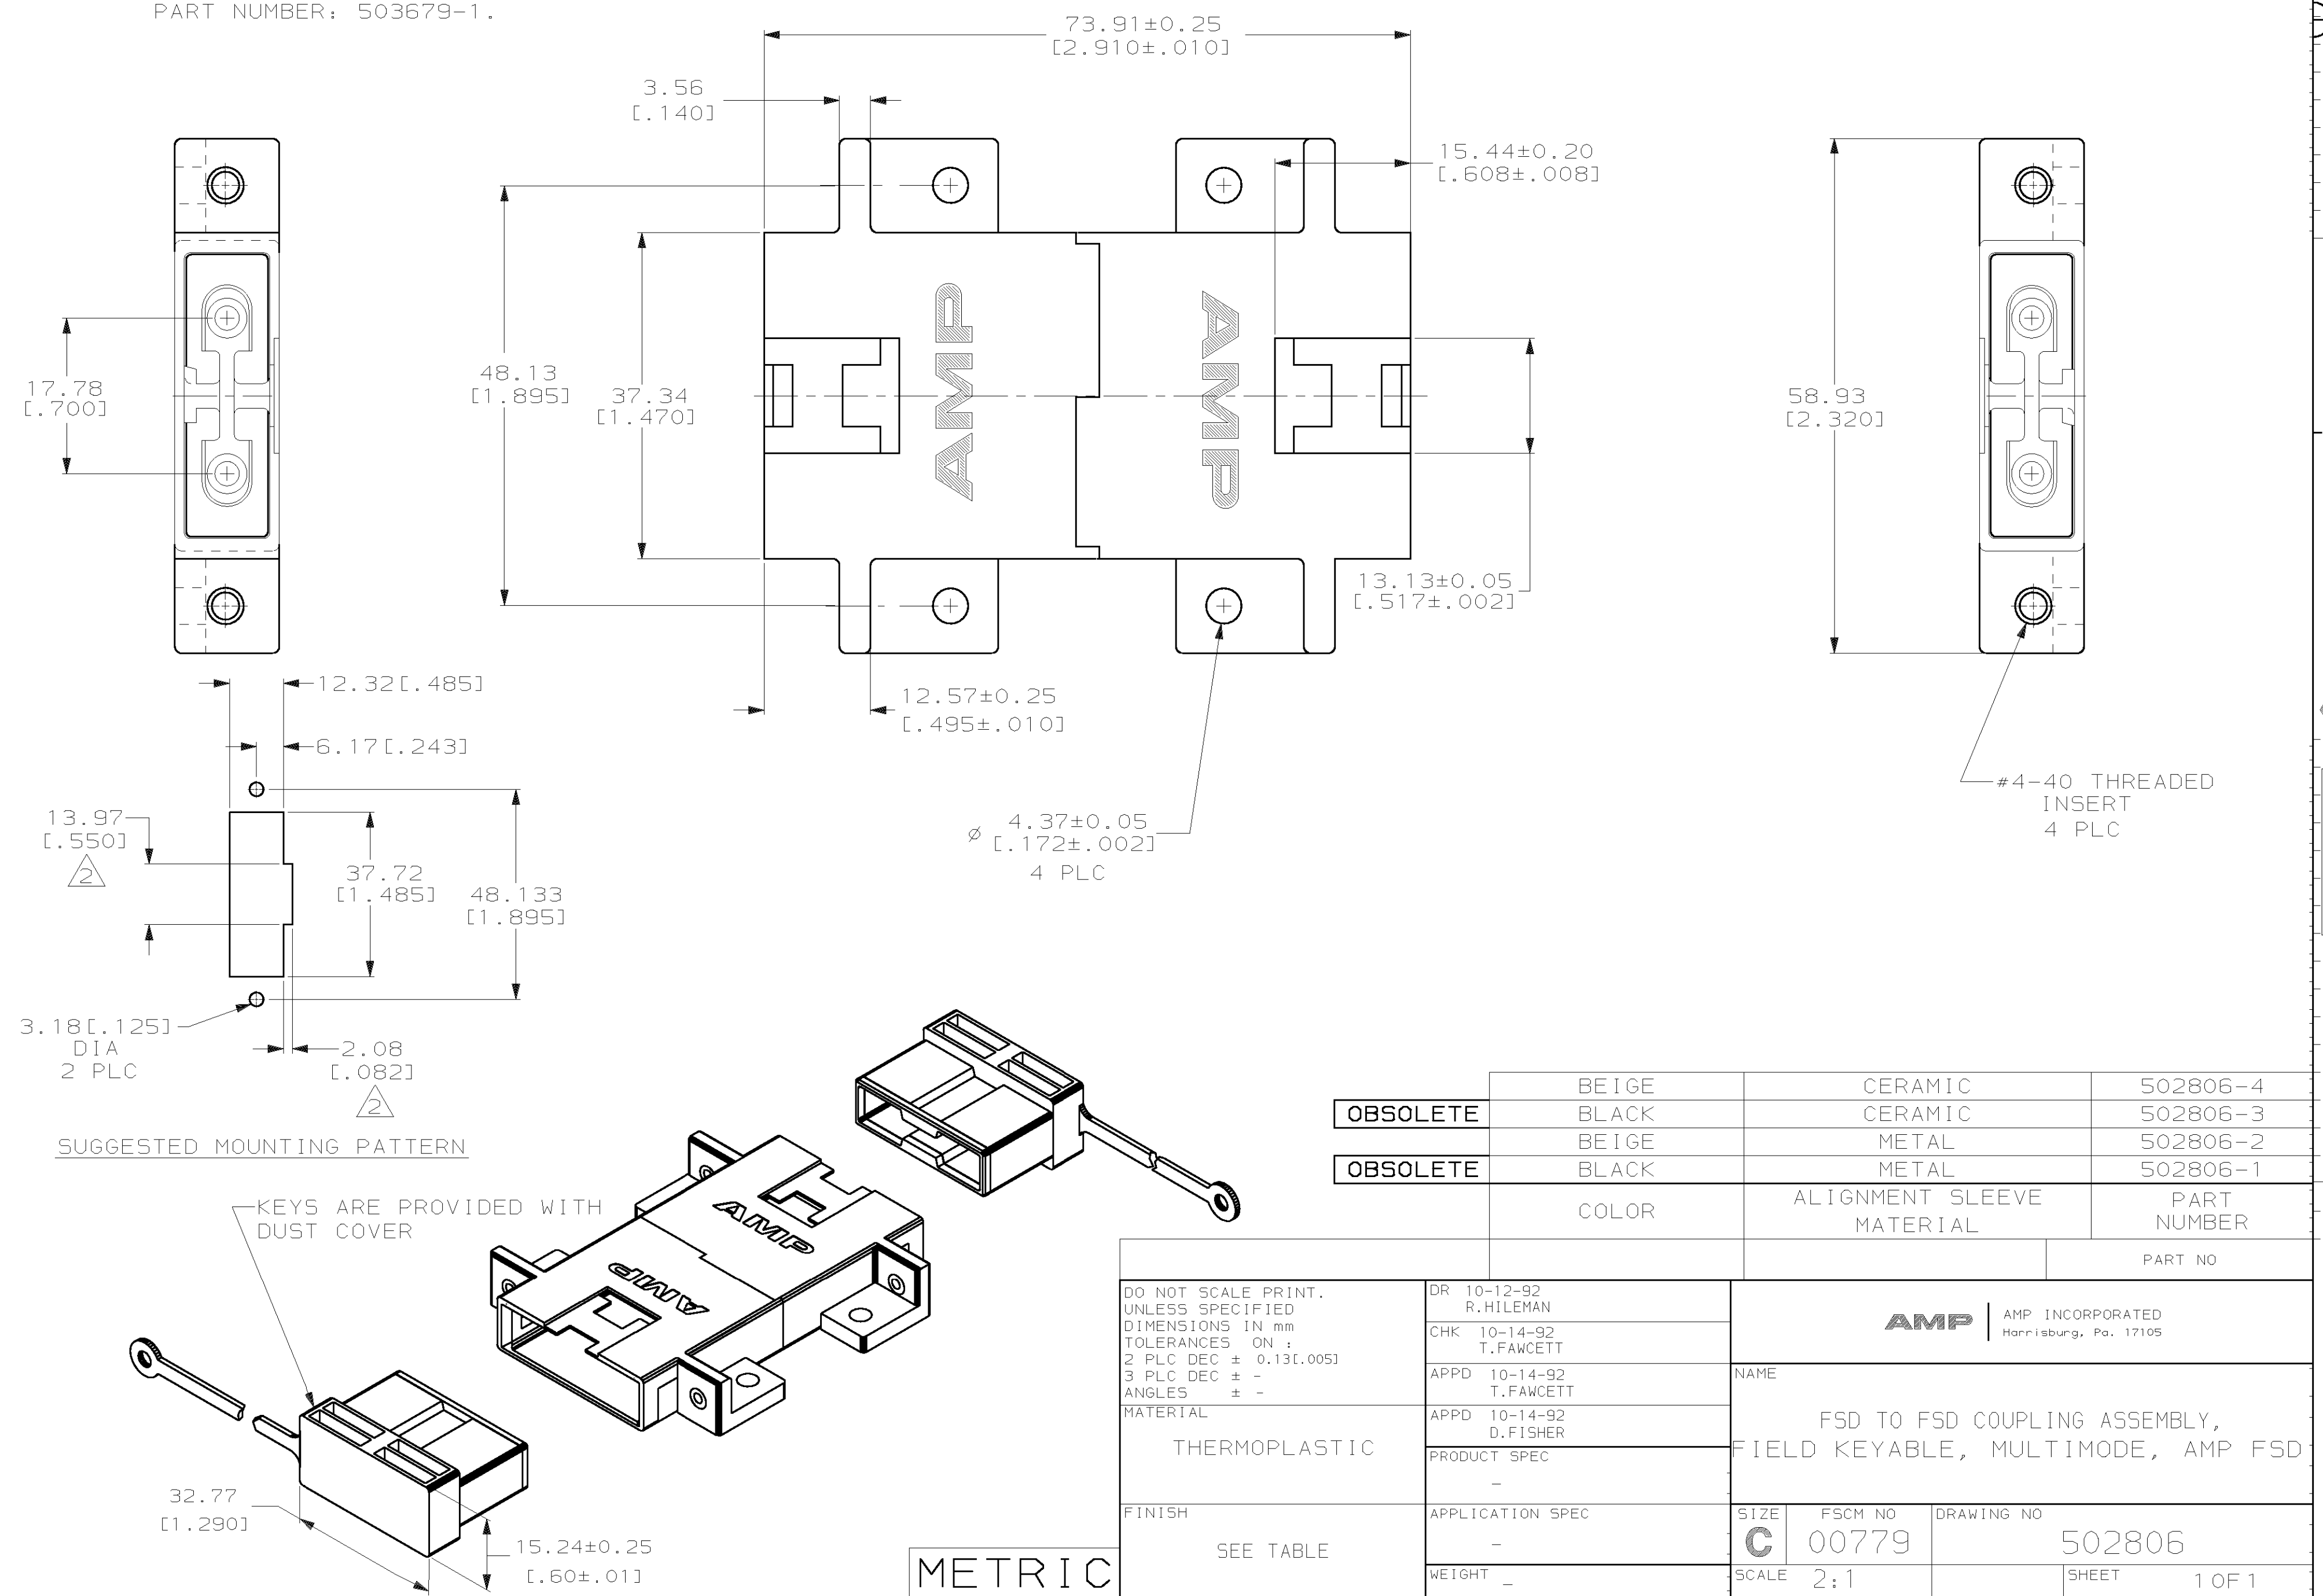 PART NUMBER: 503679-1.
73.91±0.25
[2.910±.010]
3.56
[.140]
15.44±0.20
[.608±.008]
17.78
[.700]
48.13
[1.895]
37.34
[1.470]
AMP
AMP
58.93
[2.320]
13.13±0.05
[.517±.002]
12.32[.485]
12.57±0.25
[.495±.010]
6.17[.243]
#4-40 THREADED
INSERT
4 PLC
13.97
[.550]
2
ø 4.37±0.05
[.172±.002]
4 PLC
37.72
[1.485]
48.133
[1.895]
3.18[.125]
DIA
2 PLC
2.08
[.082]
2
SUGGESTED MOUNTING PATTERN
KEYS ARE PROVIDED WITH
DUST COVER
AMP
AMP
32.77
[1.290]
15.24±0.25
[.60±.01]
METRIC
BEIGE CERAMIC 502806-4
OBSOLETE BLACK CERAMIC 502806-3
BEIGE METAL 502806-2
OBSOLETE BLACK METAL 502806-1
COLOR ALIGNMENT SLEEVE MATERIAL PART NUMBER
PART NO
DO NOT SCALE PRINT.
UNLESS SPECIFIED
DIMENSIONS IN mm
TOLERANCES ON :
2 PLC DEC ± 0.13[.005]
3 PLC DEC ± -
ANGLES ± -
MATERIAL
THERMOPLASTIC
FINISH
SEE TABLE
DR 10-12-92
R.HILEMAN
CHK 10-14-92
T.FAWCETT
APPD 10-14-92
T.FAWCETT
APPD 10-14-92
D.FISHER
PRODUCT SPEC
-
APPLICATION SPEC
-
WEIGHT -
AMP AMP INCORPORATED
Harrisburg, Pa. 17105
NAME
FSD TO FSD COUPLING ASSEMBLY,
FIELD KEYABLE, MULTIMODE, AMP FSD
SIZE C
FSCM NO 00779
DRAWING NO 502806
SCALE 2:1
SHEET 1 OF 1